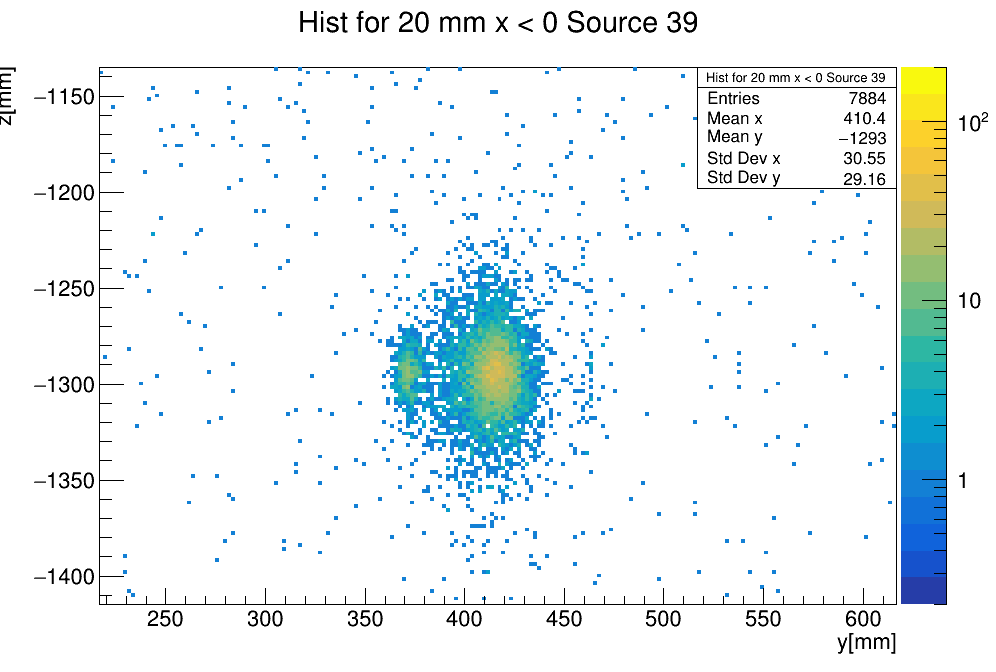 Hist for 20 mm x < 0 Source 39
z[mm]
−1150
−1200
−1250
−1300
−1350
−1400
250 300 350 400 450 500 550 600
y[mm]
Hist for 20 mm x < 0 Source 39
Entries 7884
Mean x 410.4
Mean y −1293
Std Dev x 30.55
Std Dev y 29.16
10²
10
1